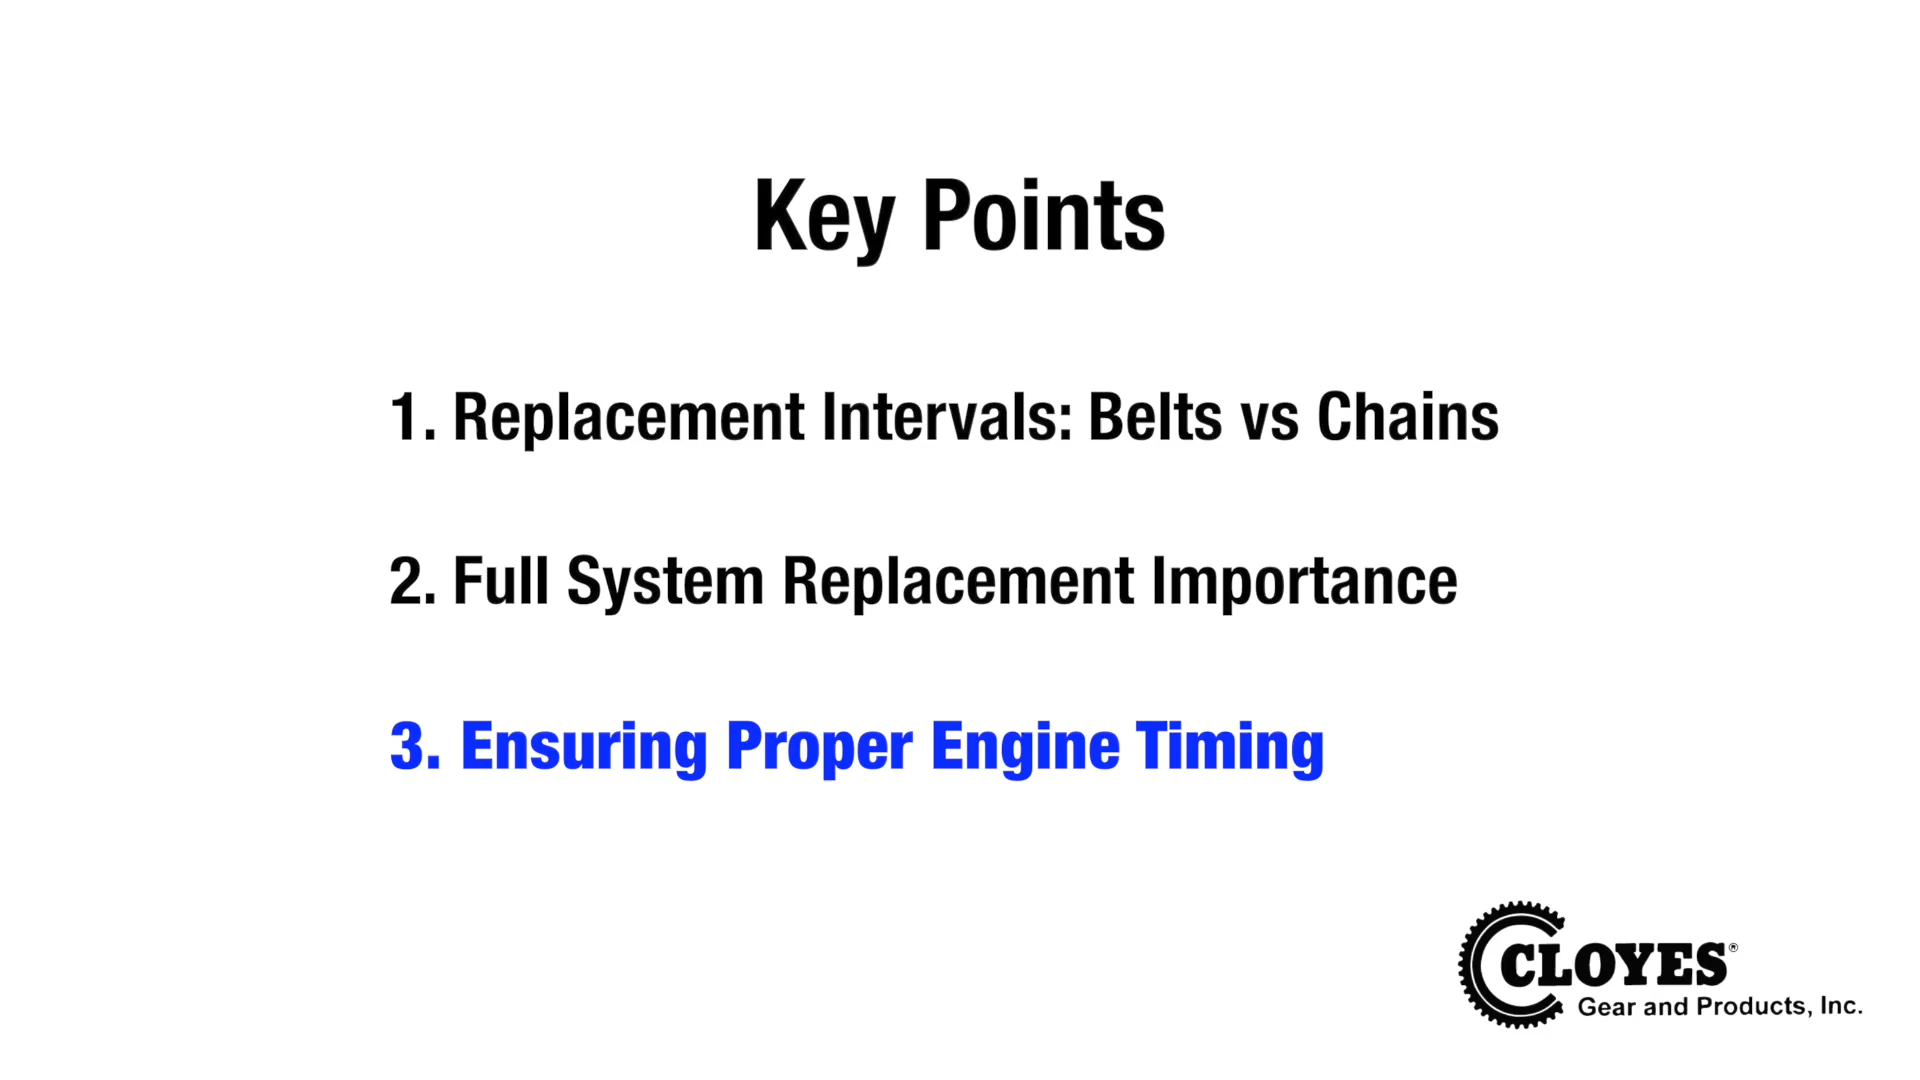 Key Points
1. Replacement Intervals: Belts vs Chains
2. Full System Replacement Importance
3. Ensuring Proper Engine Timing
CLOYES®
Gear and Products, Inc.